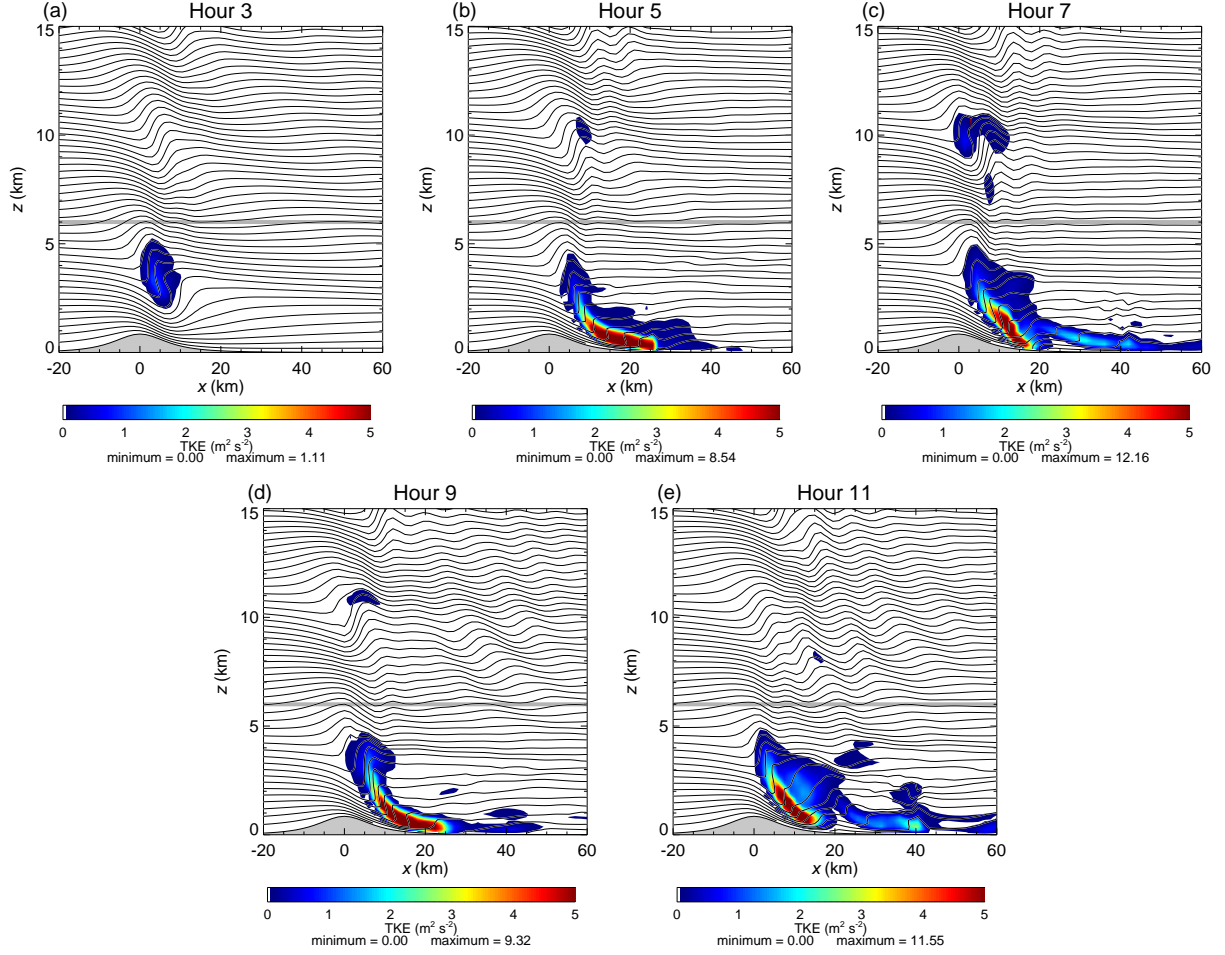 (a) Hour 3
15
10
5
0
z (km)
-20 0 20 40 60
x (km)
0 1 2 3 4 5
TKE (m² s⁻²)
minimum = 0.00 maximum = 1.11
(b) Hour 5
15
10
5
0
z (km)
-20 0 20 40 60
x (km)
0 1 2 3 4 5
TKE (m² s⁻²)
minimum = 0.00 maximum = 8.54
(c) Hour 7
15
10
5
0
z (km)
-20 0 20 40 60
x (km)
0 1 2 3 4 5
TKE (m² s⁻²)
minimum = 0.00 maximum = 12.16
(d) Hour 9
15
10
5
0
z (km)
-20 0 20 40 60
x (km)
0 1 2 3 4 5
TKE (m² s⁻²)
minimum = 0.00 maximum = 9.32
(e) Hour 11
15
10
5
0
z (km)
-20 0 20 40 60
x (km)
0 1 2 3 4 5
TKE (m² s⁻²)
minimum = 0.00 maximum = 11.55